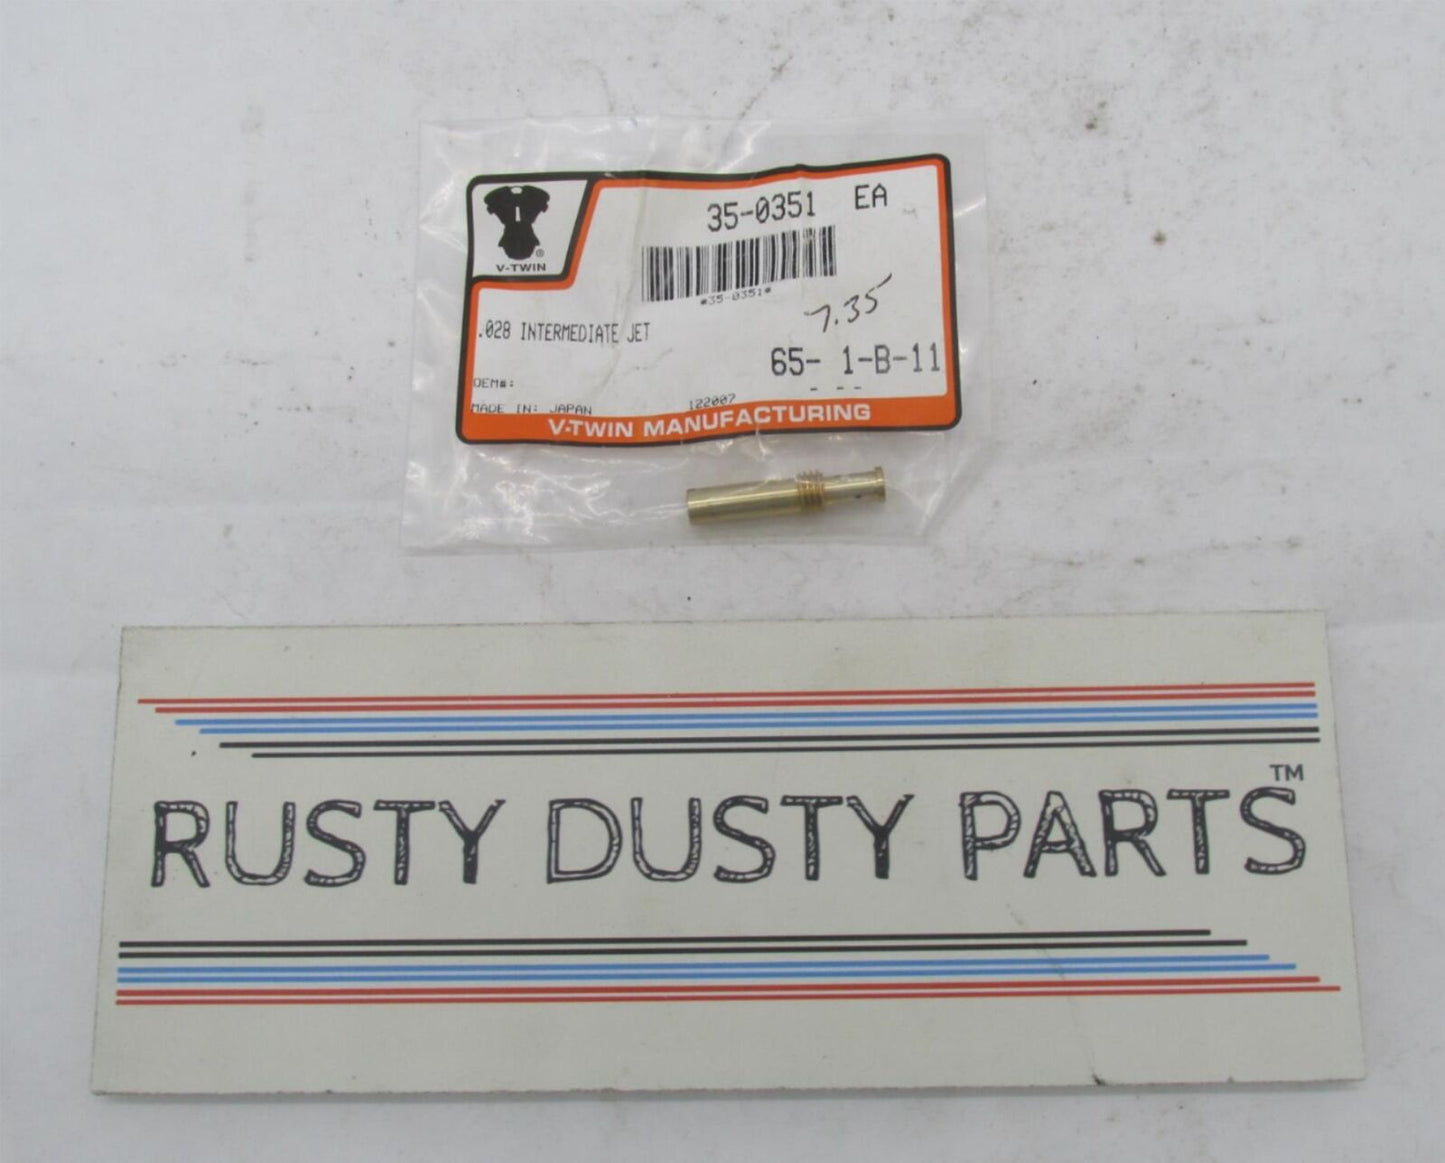 35-0351 EA
V-TWIN®
*35-0351*
7.35
.028 INTERMEDIATE JET
65- 1-B-11
OEM#:
- --
MADE IN: JAPAN 122007
V-TWIN MANUFACTURING
RUSTY DUSTY PARTS™